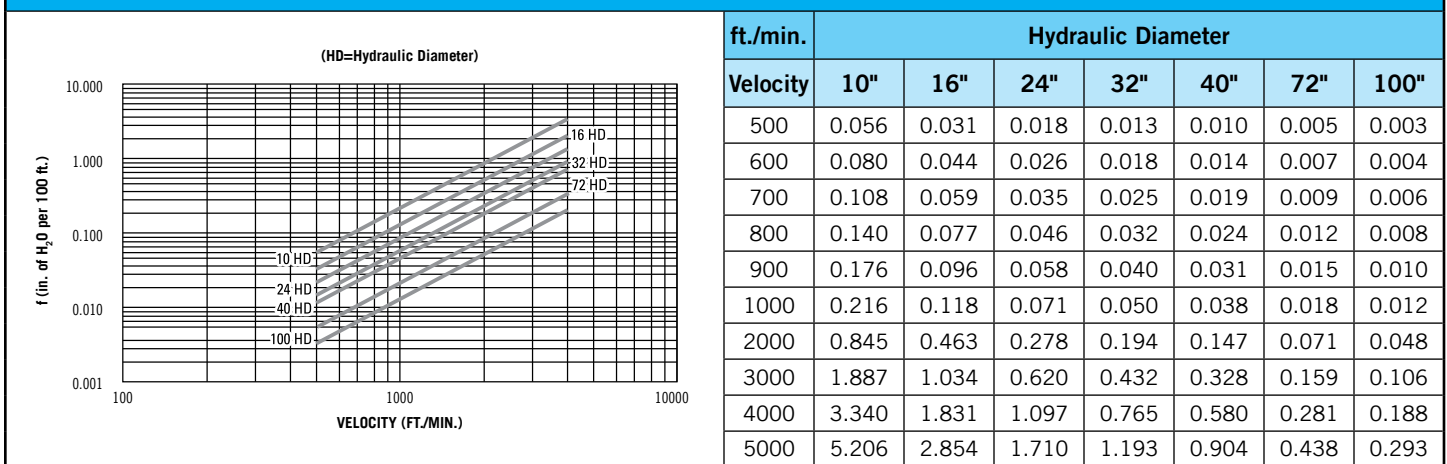 (HD=Hydraulic Diameter)
10.000
1.000
0.100
0.010
0.001
f (in. of H₂0 per 100 ft.)
16 HD
32 HD
72 HD
10 HD
24 HD
40 HD
100 HD
100 1000 10000
VELOCITY (FT./MIN.)
ft./min. Hydraulic Diameter
Velocity 10" 16" 24" 32" 40" 72" 100"
500 0.056 0.031 0.018 0.013 0.010 0.005 0.003
600 0.080 0.044 0.026 0.018 0.014 0.007 0.004
700 0.108 0.059 0.035 0.025 0.019 0.009 0.006
800 0.140 0.077 0.046 0.032 0.024 0.012 0.008
900 0.176 0.096 0.058 0.040 0.031 0.015 0.010
1000 0.216 0.118 0.071 0.050 0.038 0.018 0.012
2000 0.845 0.463 0.278 0.194 0.147 0.071 0.048
3000 1.887 1.034 0.620 0.432 0.328 0.159 0.106
4000 3.340 1.831 1.097 0.765 0.580 0.281 0.188
5000 5.206 2.854 1.710 1.193 0.904 0.438 0.293